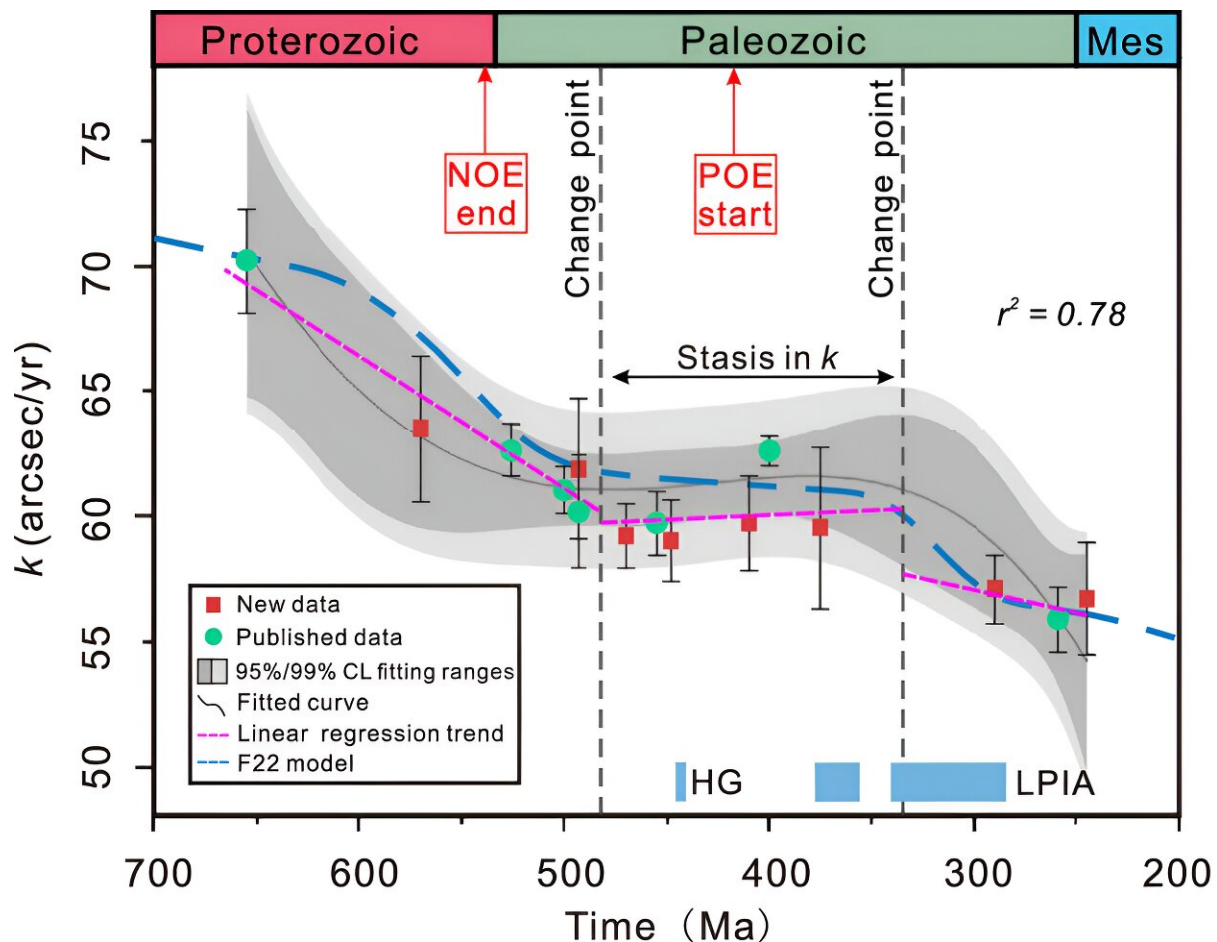 Proterozoic
Paleozoic
Mes
NOE
end
Change point
POE
start
Change point
r² = 0.78
Stasis in k
k (arcsec/yr)
75
70
65
60
55
50
New data
Published data
95%/99% CL fitting ranges
Fitted curve
Linear regression trend
F22 model
HG
LPIA
700
600
500
400
300
200
Time (Ma)